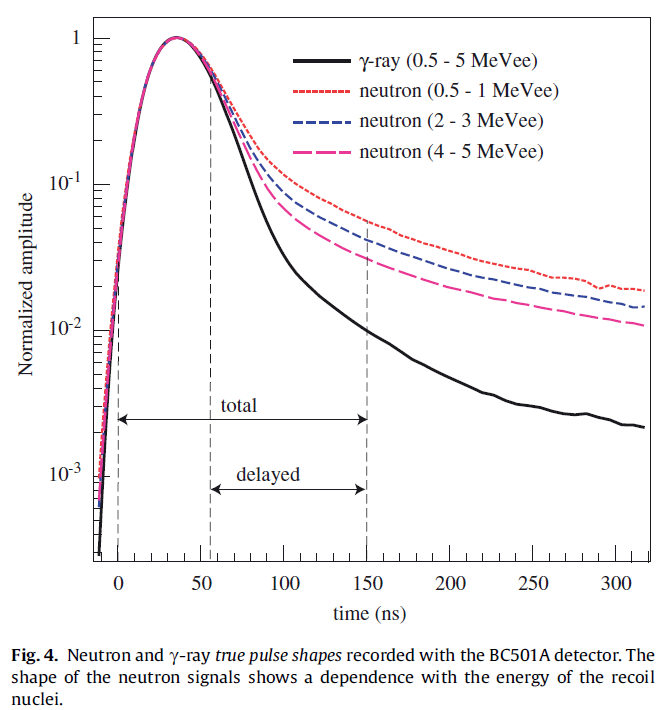 1
10-1
10-2
10-3
Normalized amplitude
γ-ray (0.5 - 5 MeVee)
neutron (0.5 - 1 MeVee)
neutron (2 - 3 MeVee)
neutron (4 - 5 MeVee)
total
delayed
0 50 100 150 200 250 300
time (ns)
Fig. 4. Neutron and γ-ray true pulse shapes recorded with the BC501A detector. The
shape of the neutron signals shows a dependence with the energy of the recoil
nuclei.